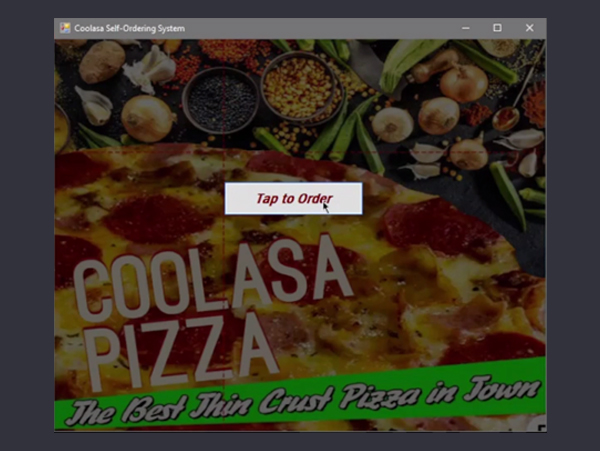 Coolasa Self-Ordering System
Tap to Order
COOLASA
PIZZA
The Best Thin Crust Pizza in Town